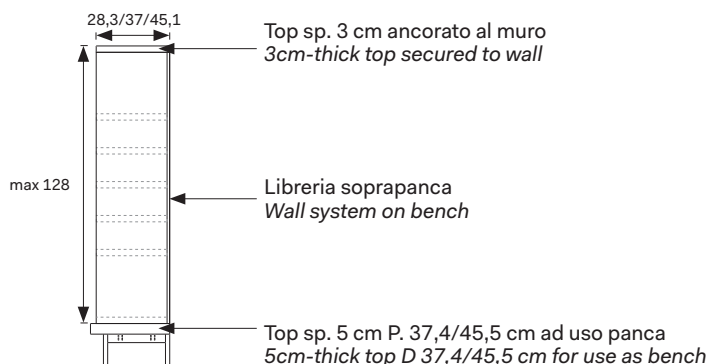 28,3/37/45,1
Top sp. 3 cm ancorato al muro
3cm-thick top secured to wall
max 128
Libreria soprapanca
Wall system on bench
Top sp. 5 cm P. 37,4/45,5 cm ad uso panca
5cm-thick top D 37,4/45,5 cm for use as bench